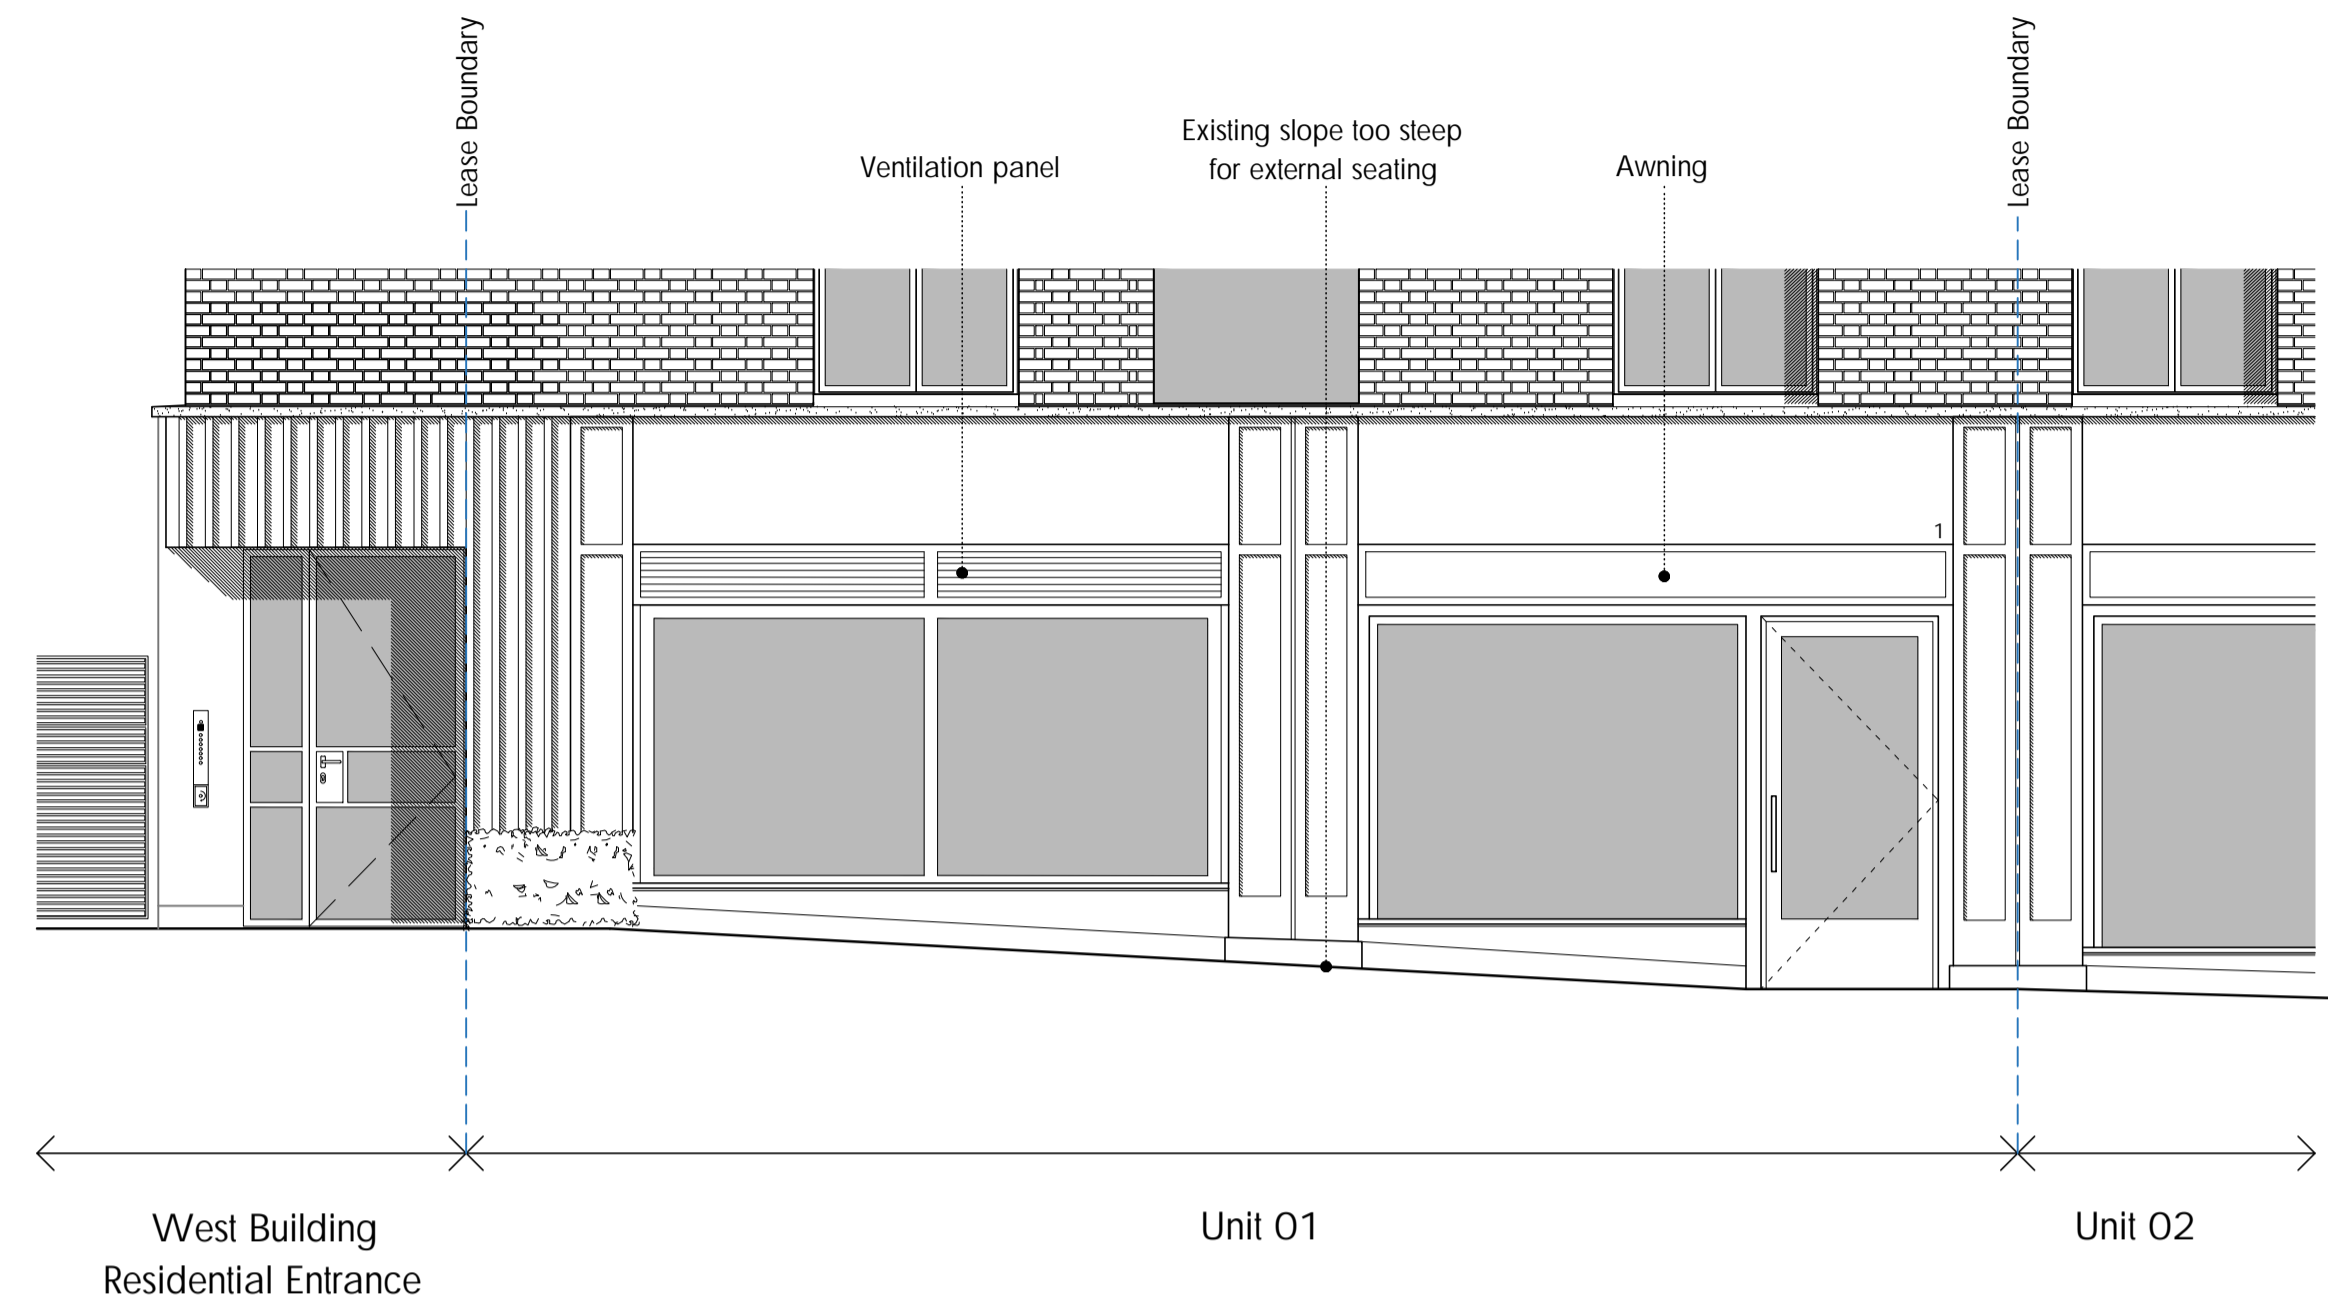 Lease Boundary
Lease Boundary
Existing slope too steep
for external seating
Ventilation panel
Awning
1
West Building
Residential Entrance
Unit 01
Unit 02